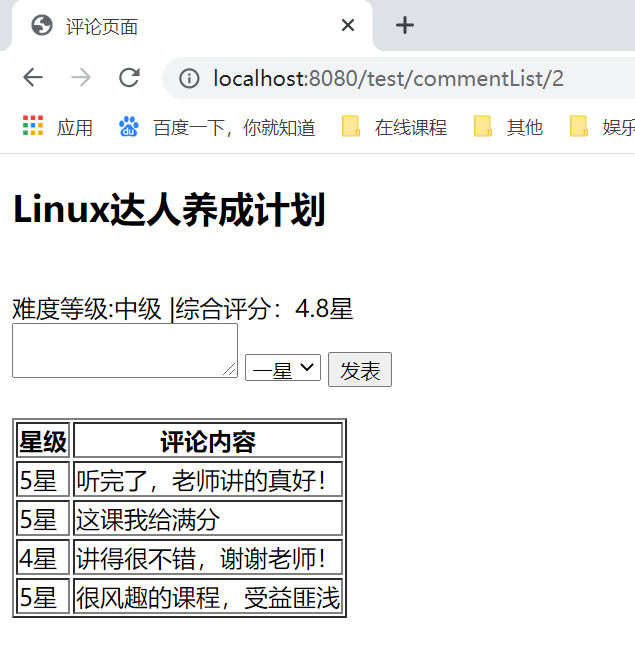 评论页面
localhost:8080/test/commentList/2
应用 百度一下，你就知道 在线课程 其他 娱乐
Linux达人养成计划
难度等级:中级 |综合评分：4.8星
一星 发表
星级 评论内容
5星 听完了，老师讲的真好！
5星 这课我给满分
4星 讲得很不错，谢谢老师！
5星 很风趣的课程，受益匪浅